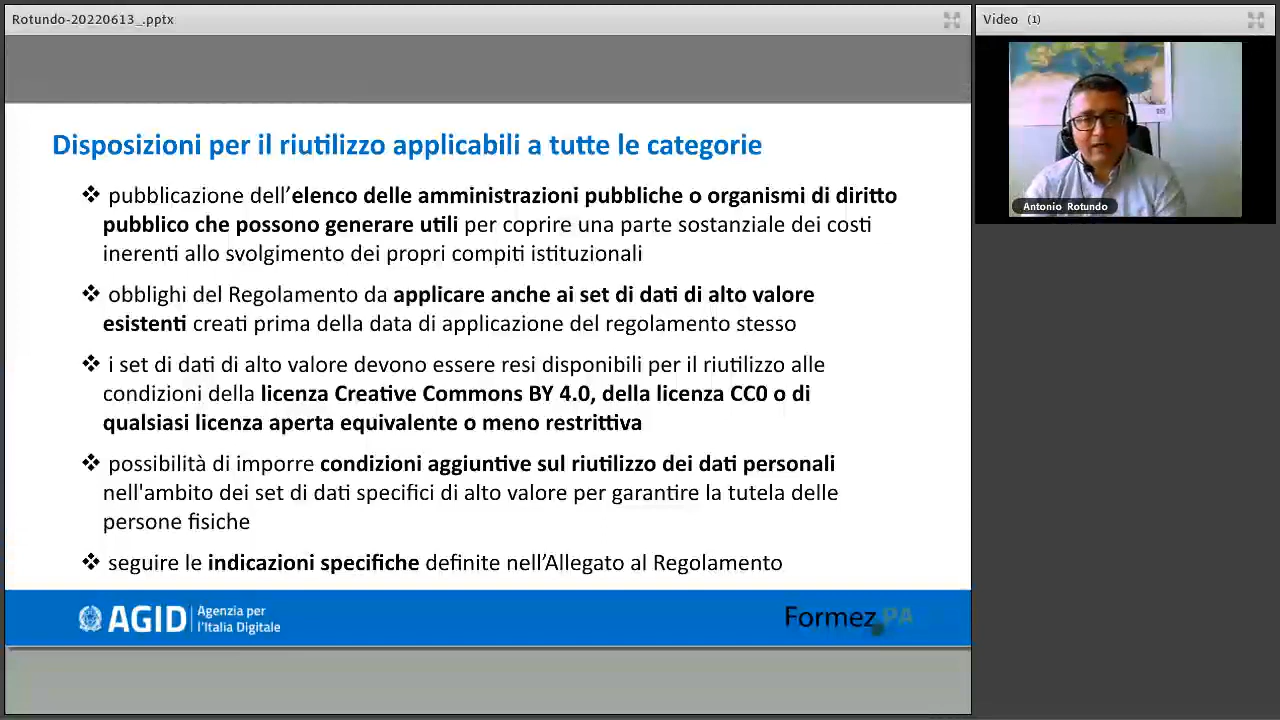 Rotundo-20220613_.pptx
Video (1)
Antonio Rotundo
Disposizioni per il riutilizzo applicabili a tutte le categorie
❖ pubblicazione dell’elenco delle amministrazioni pubbliche o organismi di diritto
pubblico che possono generare utili per coprire una parte sostanziale dei costi
inerenti allo svolgimento dei propri compiti istituzionali
❖ obblighi del Regolamento da applicare anche ai set di dati di alto valore
esistenti creati prima della data di applicazione del regolamento stesso
❖ i set di dati di alto valore devono essere resi disponibili per il riutilizzo alle
condizioni della licenza Creative Commons BY 4.0, della licenza CC0 o di
qualsiasi licenza aperta equivalente o meno restrittiva
❖ possibilità di imporre condizioni aggiuntive sul riutilizzo dei dati personali
nell'ambito dei set di dati specifici di alto valore per garantire la tutela delle
persone fisiche
❖ seguire le indicazioni specifiche definite nell’Allegato al Regolamento
AGID
Agenzia per
l’Italia Digitale
Formez PA